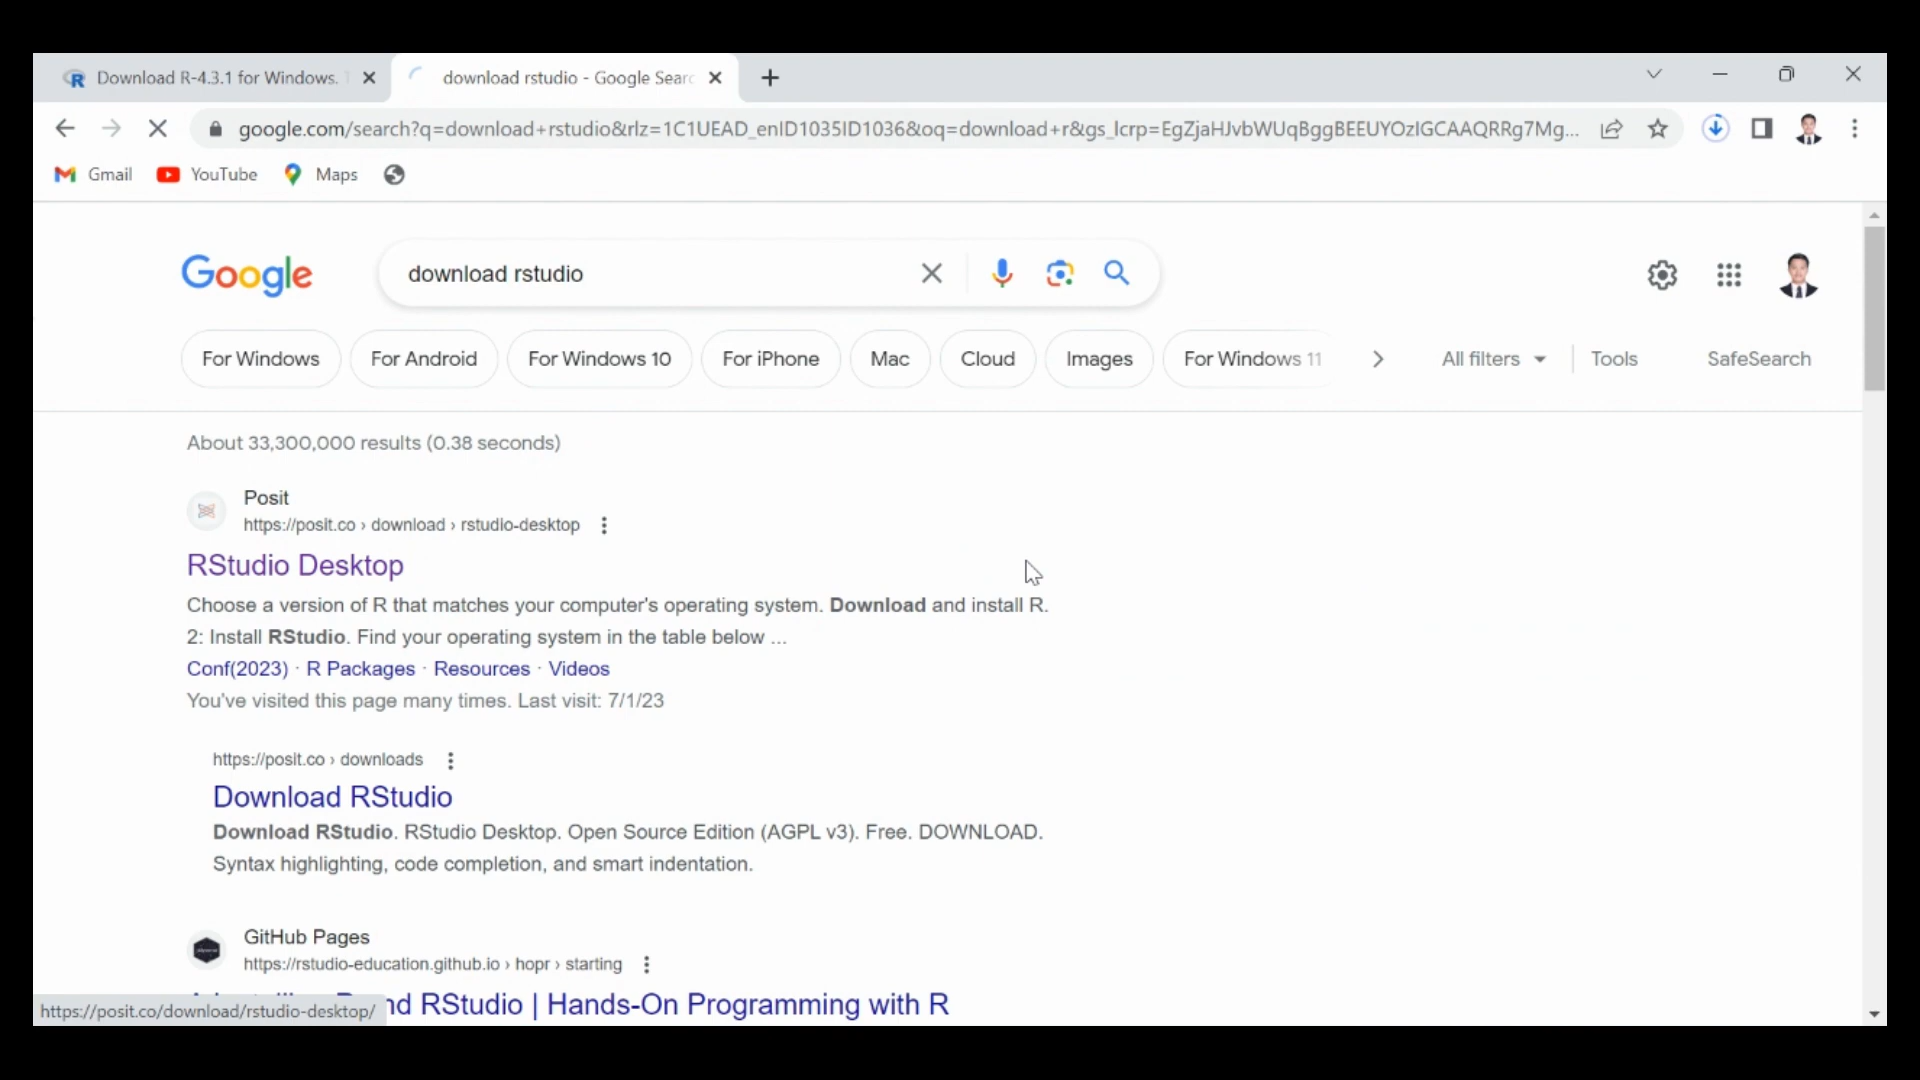 Download R-4.3.1 for Windows.
download rstudio - Google Sear
google.com/search?q=download+rstudio&rlz=1C1UEAD_enID1035ID1036&oq=download+r&gs_lcrp=EgZjaHJvbWUqBggBEEUYOzIGCAAQRRg7Mg...
Gmail YouTube Maps
Google
download rstudio
For Windows For Android For Windows 10 For iPhone Mac Cloud Images For Windows 11 All filters Tools SafeSearch
About 33,300,000 results (0.38 seconds)
Posit
https://posit.co › download › rstudio-desktop
RStudio Desktop
Choose a version of R that matches your computer's operating system. Download and install R.
2: Install RStudio. Find your operating system in the table below ...
Conf(2023) · R Packages · Resources · Videos
You've visited this page many times. Last visit: 7/1/23
https://posit.co › downloads
Download RStudio
Download RStudio. RStudio Desktop. Open Source Edition (AGPL v3). Free. DOWNLOAD.
Syntax highlighting, code completion, and smart indentation.
GitHub Pages
https://rstudio-education.github.io › hopr › starting
RStudio | Hands-On Programming with R
https://posit.co/download/rstudio-desktop/